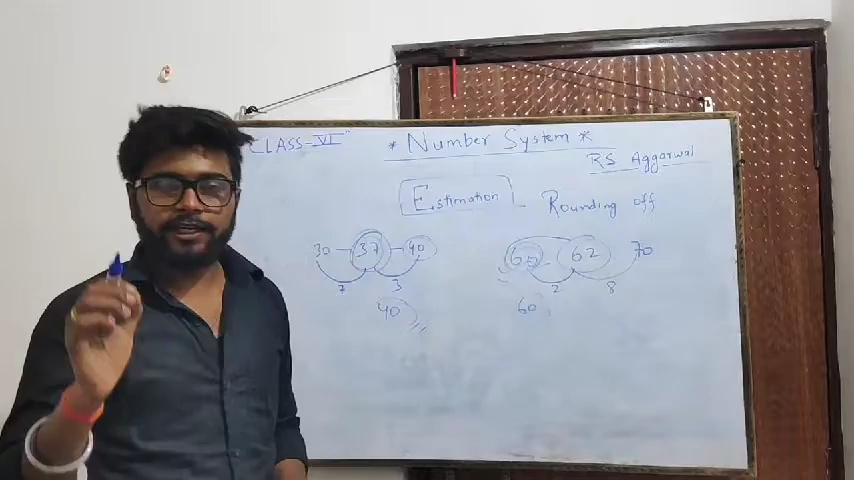 CLASS-VI"
* Number System *
RS Aggarwal
Estimation
Rounding off
30 - 37 - 40
7 3
40
60 - 62 70
2 8
60